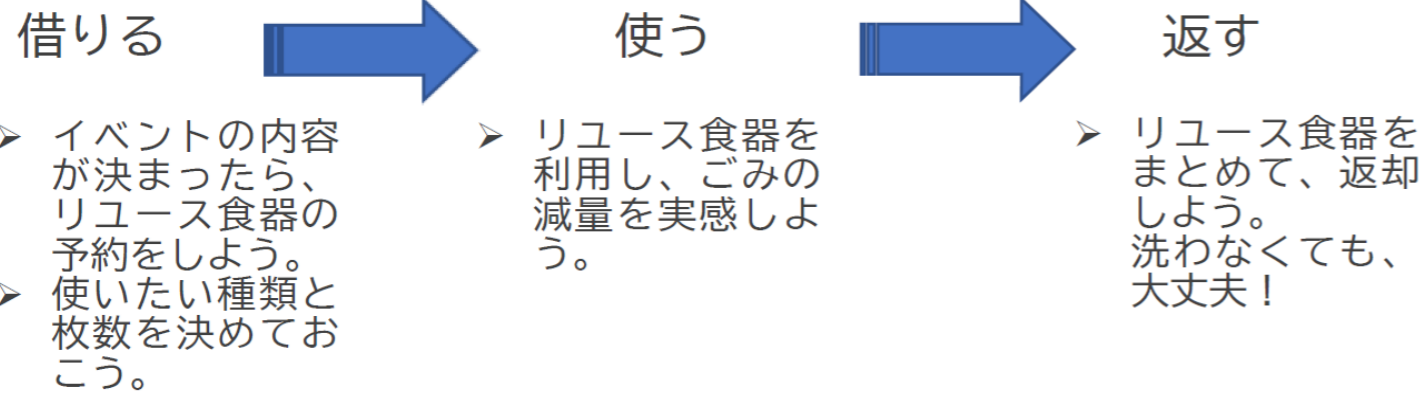 借りる
イベントの内容
が決まったら、
リユース食器の
予約をしよう。
使いたい種類と
枚数を決めてお
こう。
使う
リユース食器を
利用し、ごみの
減量を実感しよ
う。
返す
リユース食器を
まとめて、返却
しよう。
洗わなくても、
大丈夫！